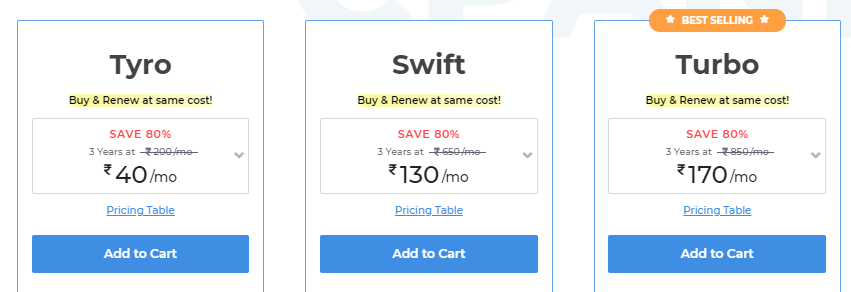 BEST SELLING
Tyro
Buy & Renew at same cost!
SAVE 80%
3 Years at ₹200/mo
₹40/mo
Pricing Table
Add to Cart
Swift
Buy & Renew at same cost!
SAVE 80%
3 Years at ₹650/mo
₹130/mo
Pricing Table
Add to Cart
Turbo
Buy & Renew at same cost!
SAVE 80%
3 Years at ₹850/mo
₹170/mo
Pricing Table
Add to Cart